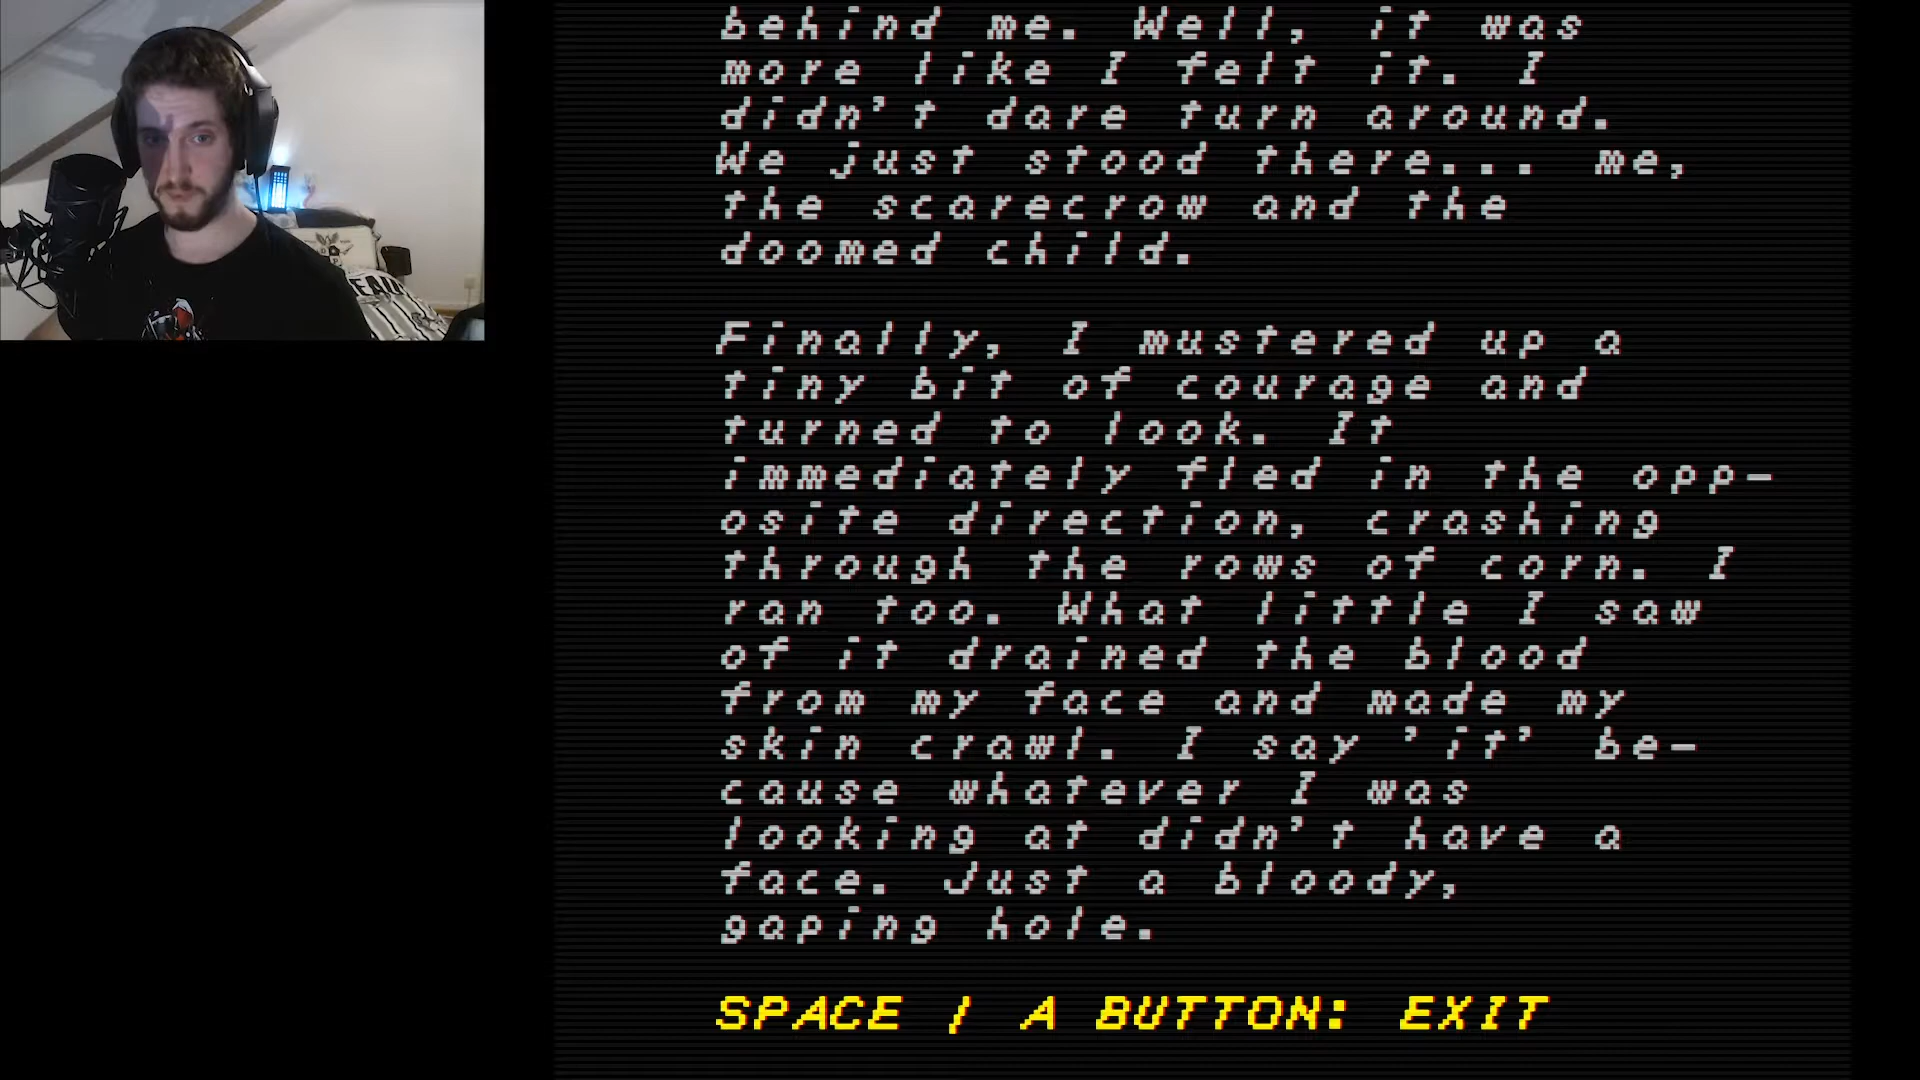 behind me. Well, it was
more like I felt it. I
didn't dare turn around.
We just stood there... me,
the scarecrow and the
doomed child.
Finally, I mustered up a
tiny bit of courage and
turned to look. It
immediately fled in the opp-
osite direction, crashing
through the rows of corn. I
ran too. What little I saw
of it drained the blood
from my face and made my
skin crawl. I say 'it' be-
cause whatever I was
looking at didn't have a
face. Just a bloody,
gaping hole.
SPACE / A BUTTON: EXIT